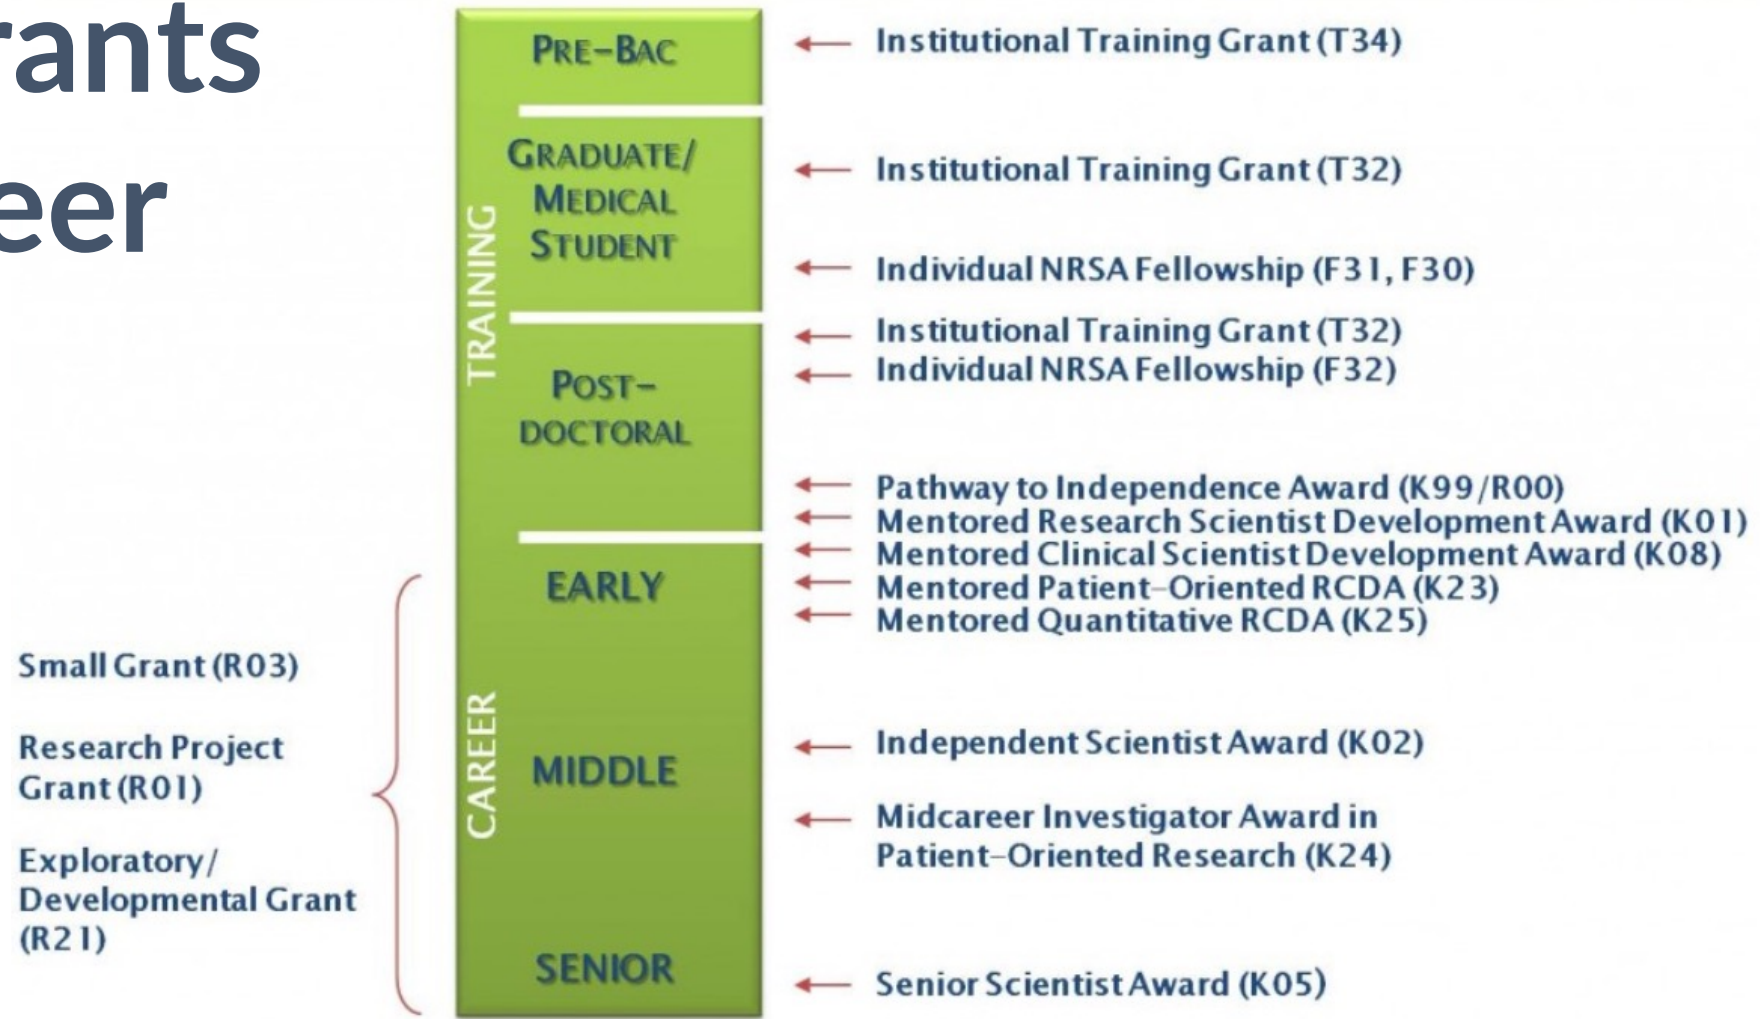 rants
eer
PRE-BAC
GRADUATE/
MEDICAL
STUDENT
POST-
DOCTORAL
TRAINING
EARLY
MIDDLE
SENIOR
CAREER
Institutional Training Grant (T34)
Institutional Training Grant (T32)
Individual NRSA Fellowship (F31, F30)
Institutional Training Grant (T32)
Individual NRSA Fellowship (F32)
Pathway to Independence Award (K99/R00)
Mentored Research Scientist Development Award (K01)
Mentored Clinical Scientist Development Award (K08)
Mentored Patient-Oriented RCDA (K23)
Mentored Quantitative RCDA (K25)
Independent Scientist Award (K02)
Midcareer Investigator Award in
Patient-Oriented Research (K24)
Senior Scientist Award (K05)
Small Grant (R03)
Research Project
Grant (R01)
Exploratory/
Developmental Grant
(R21)